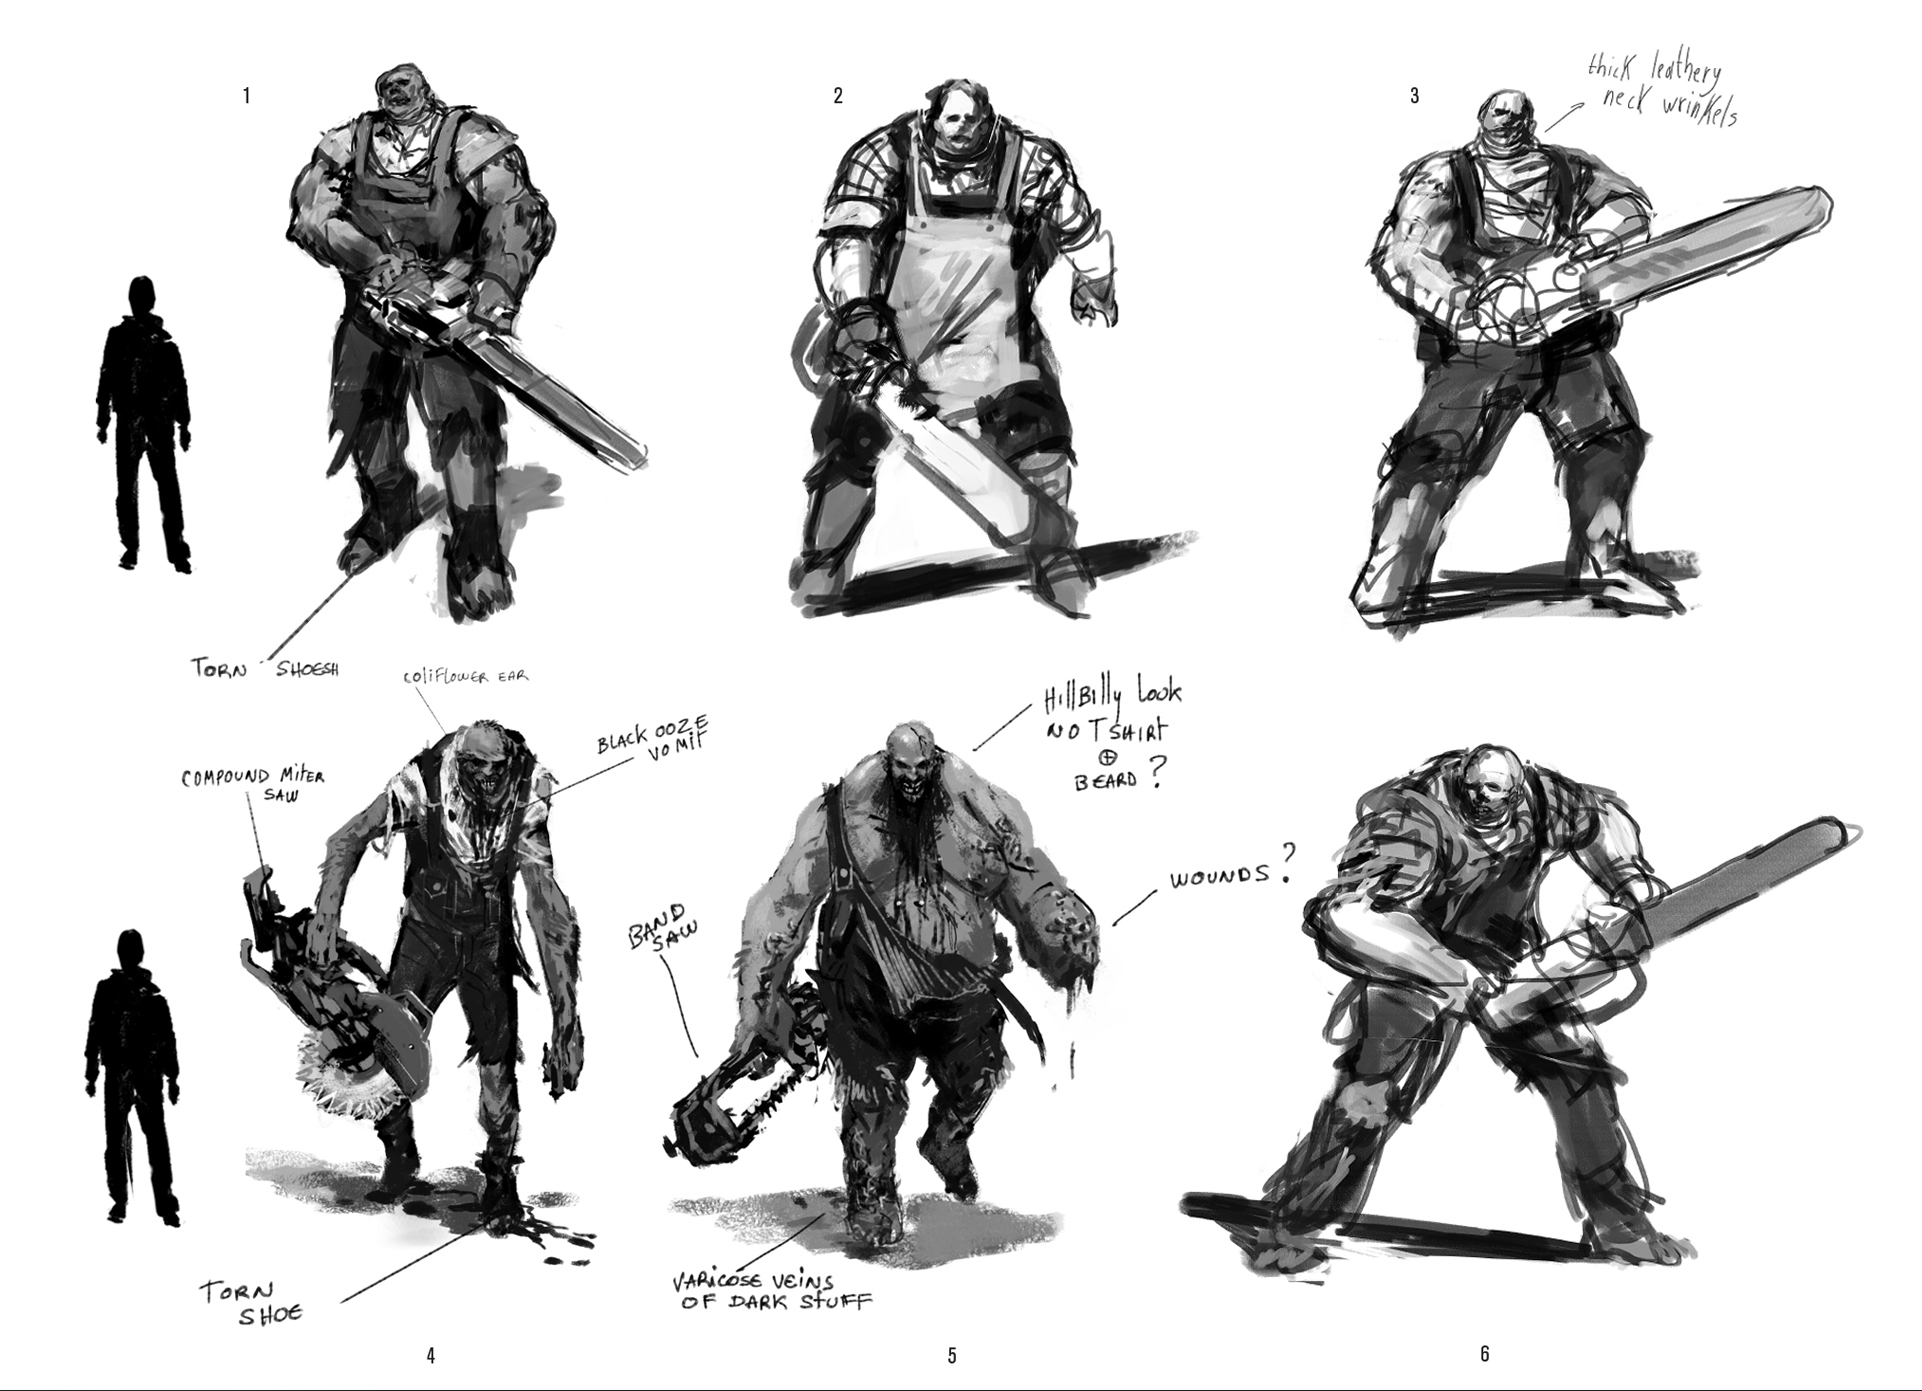 1
2
3
thick leathery
neck wrinkels
TORN SHOESH
COLIFLOWER EAR
BLACK OOZE
VOMIT
COMPOUND MITER
SAW
HillBilly Look
NO T SHIRT
⊕
BEARD ?
WOUNDS ?
BAND
SAW
TORN
SHOE
VARICOSE VEINS
OF DARK STUFF
4
5
6